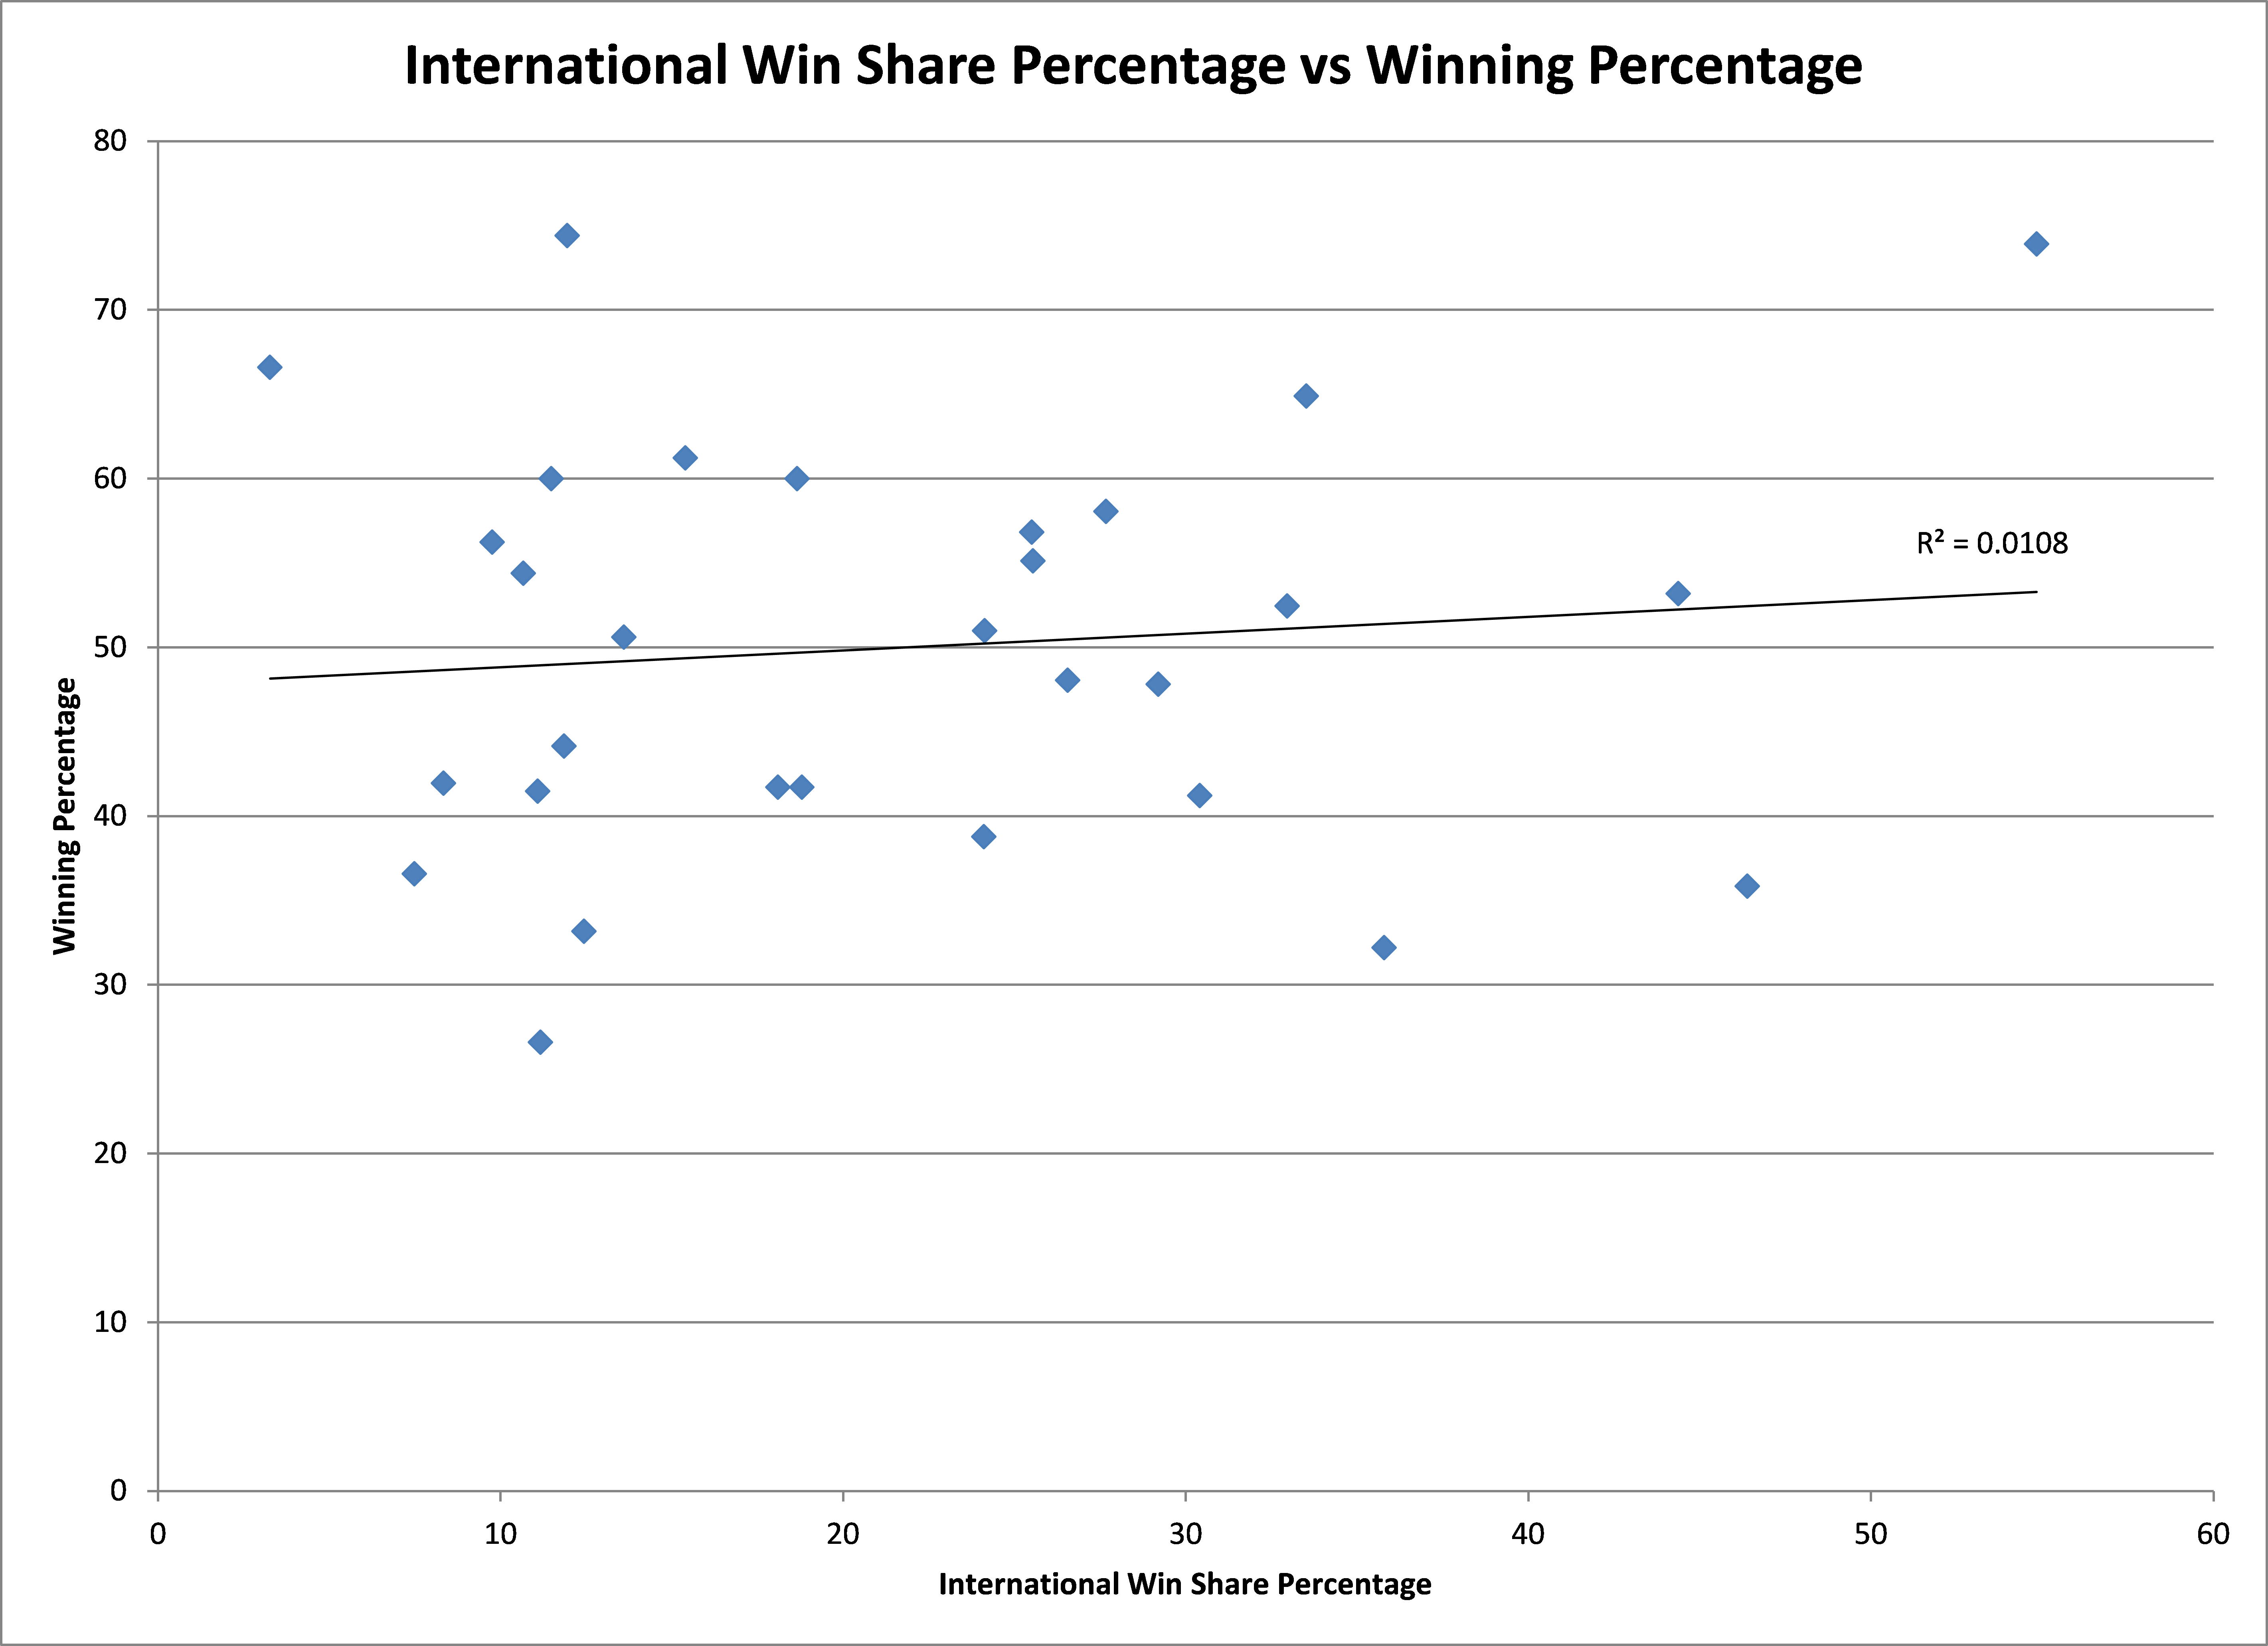 International Win Share Percentage vs Winning Percentage
80
70
60
50
40
30
20
10
0
Winning Percentage
R² = 0.0108
0 10 20 30 40 50 60
International Win Share Percentage